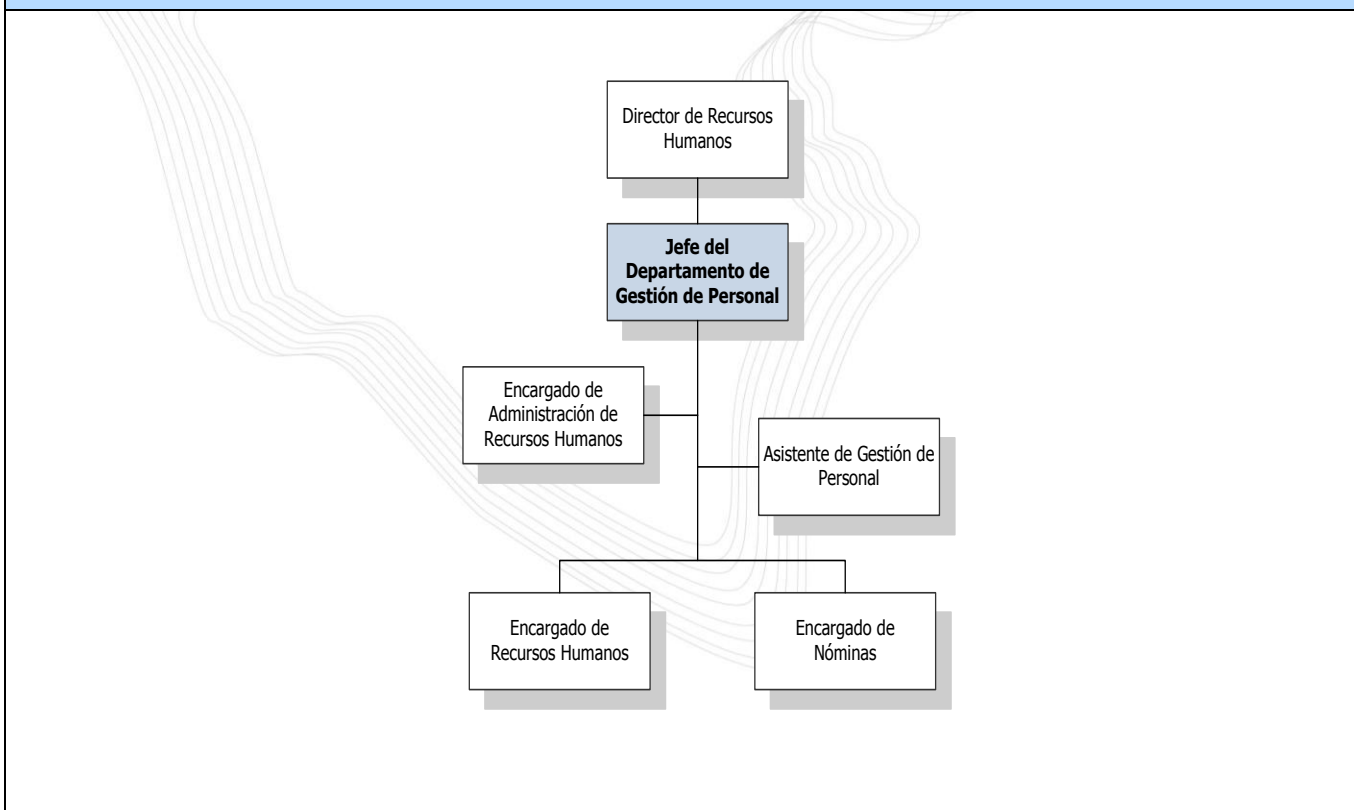 Director de Recursos
Humanos
Jefe del
Departamento de
Gestión de Personal
Encargado de
Administración de
Recursos Humanos
Asistente de Gestión de
Personal
Encargado de
Recursos Humanos
Encargado de
Nóminas